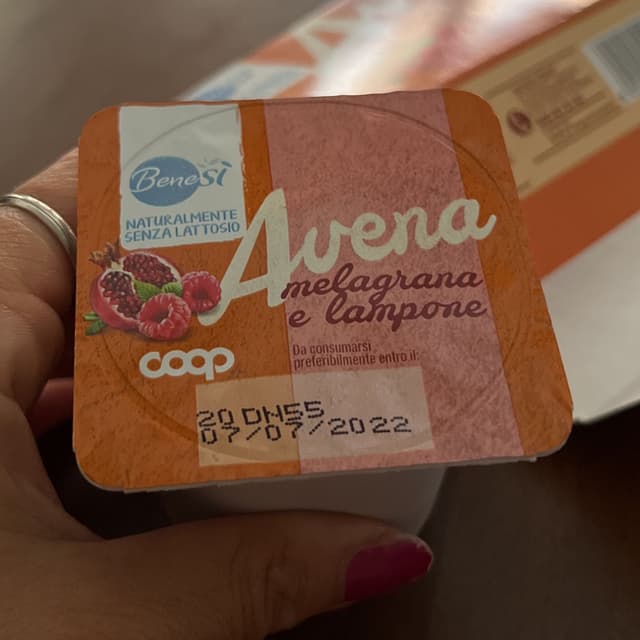 BeneSì
NATURALMENTE
SENZA LATTOSIO
Avena
melagrana
e lampone
coop
Da consumarsi
preferibilmente entro il:
20 DN55
07/07/2022